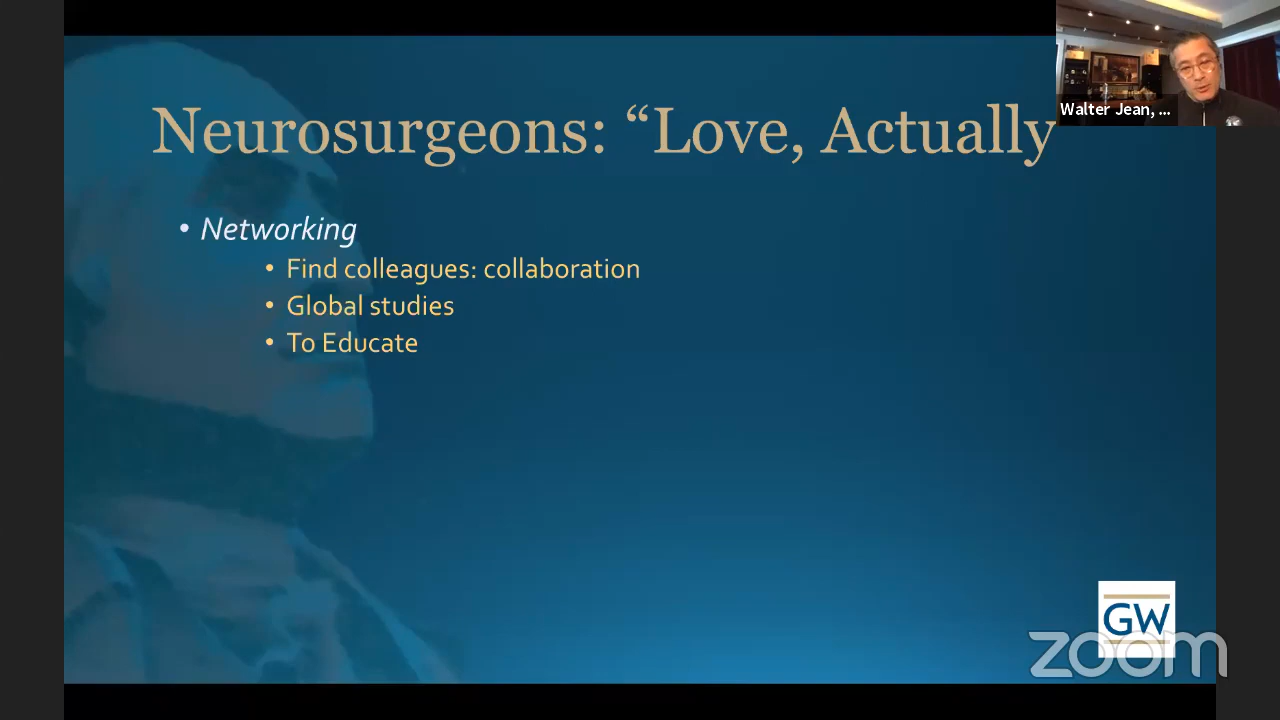 Neurosurgeons: “Love, Actually
Walter Jean, ...
• Networking
• Find colleagues: collaboration
• Global studies
• To Educate
GW
zoom